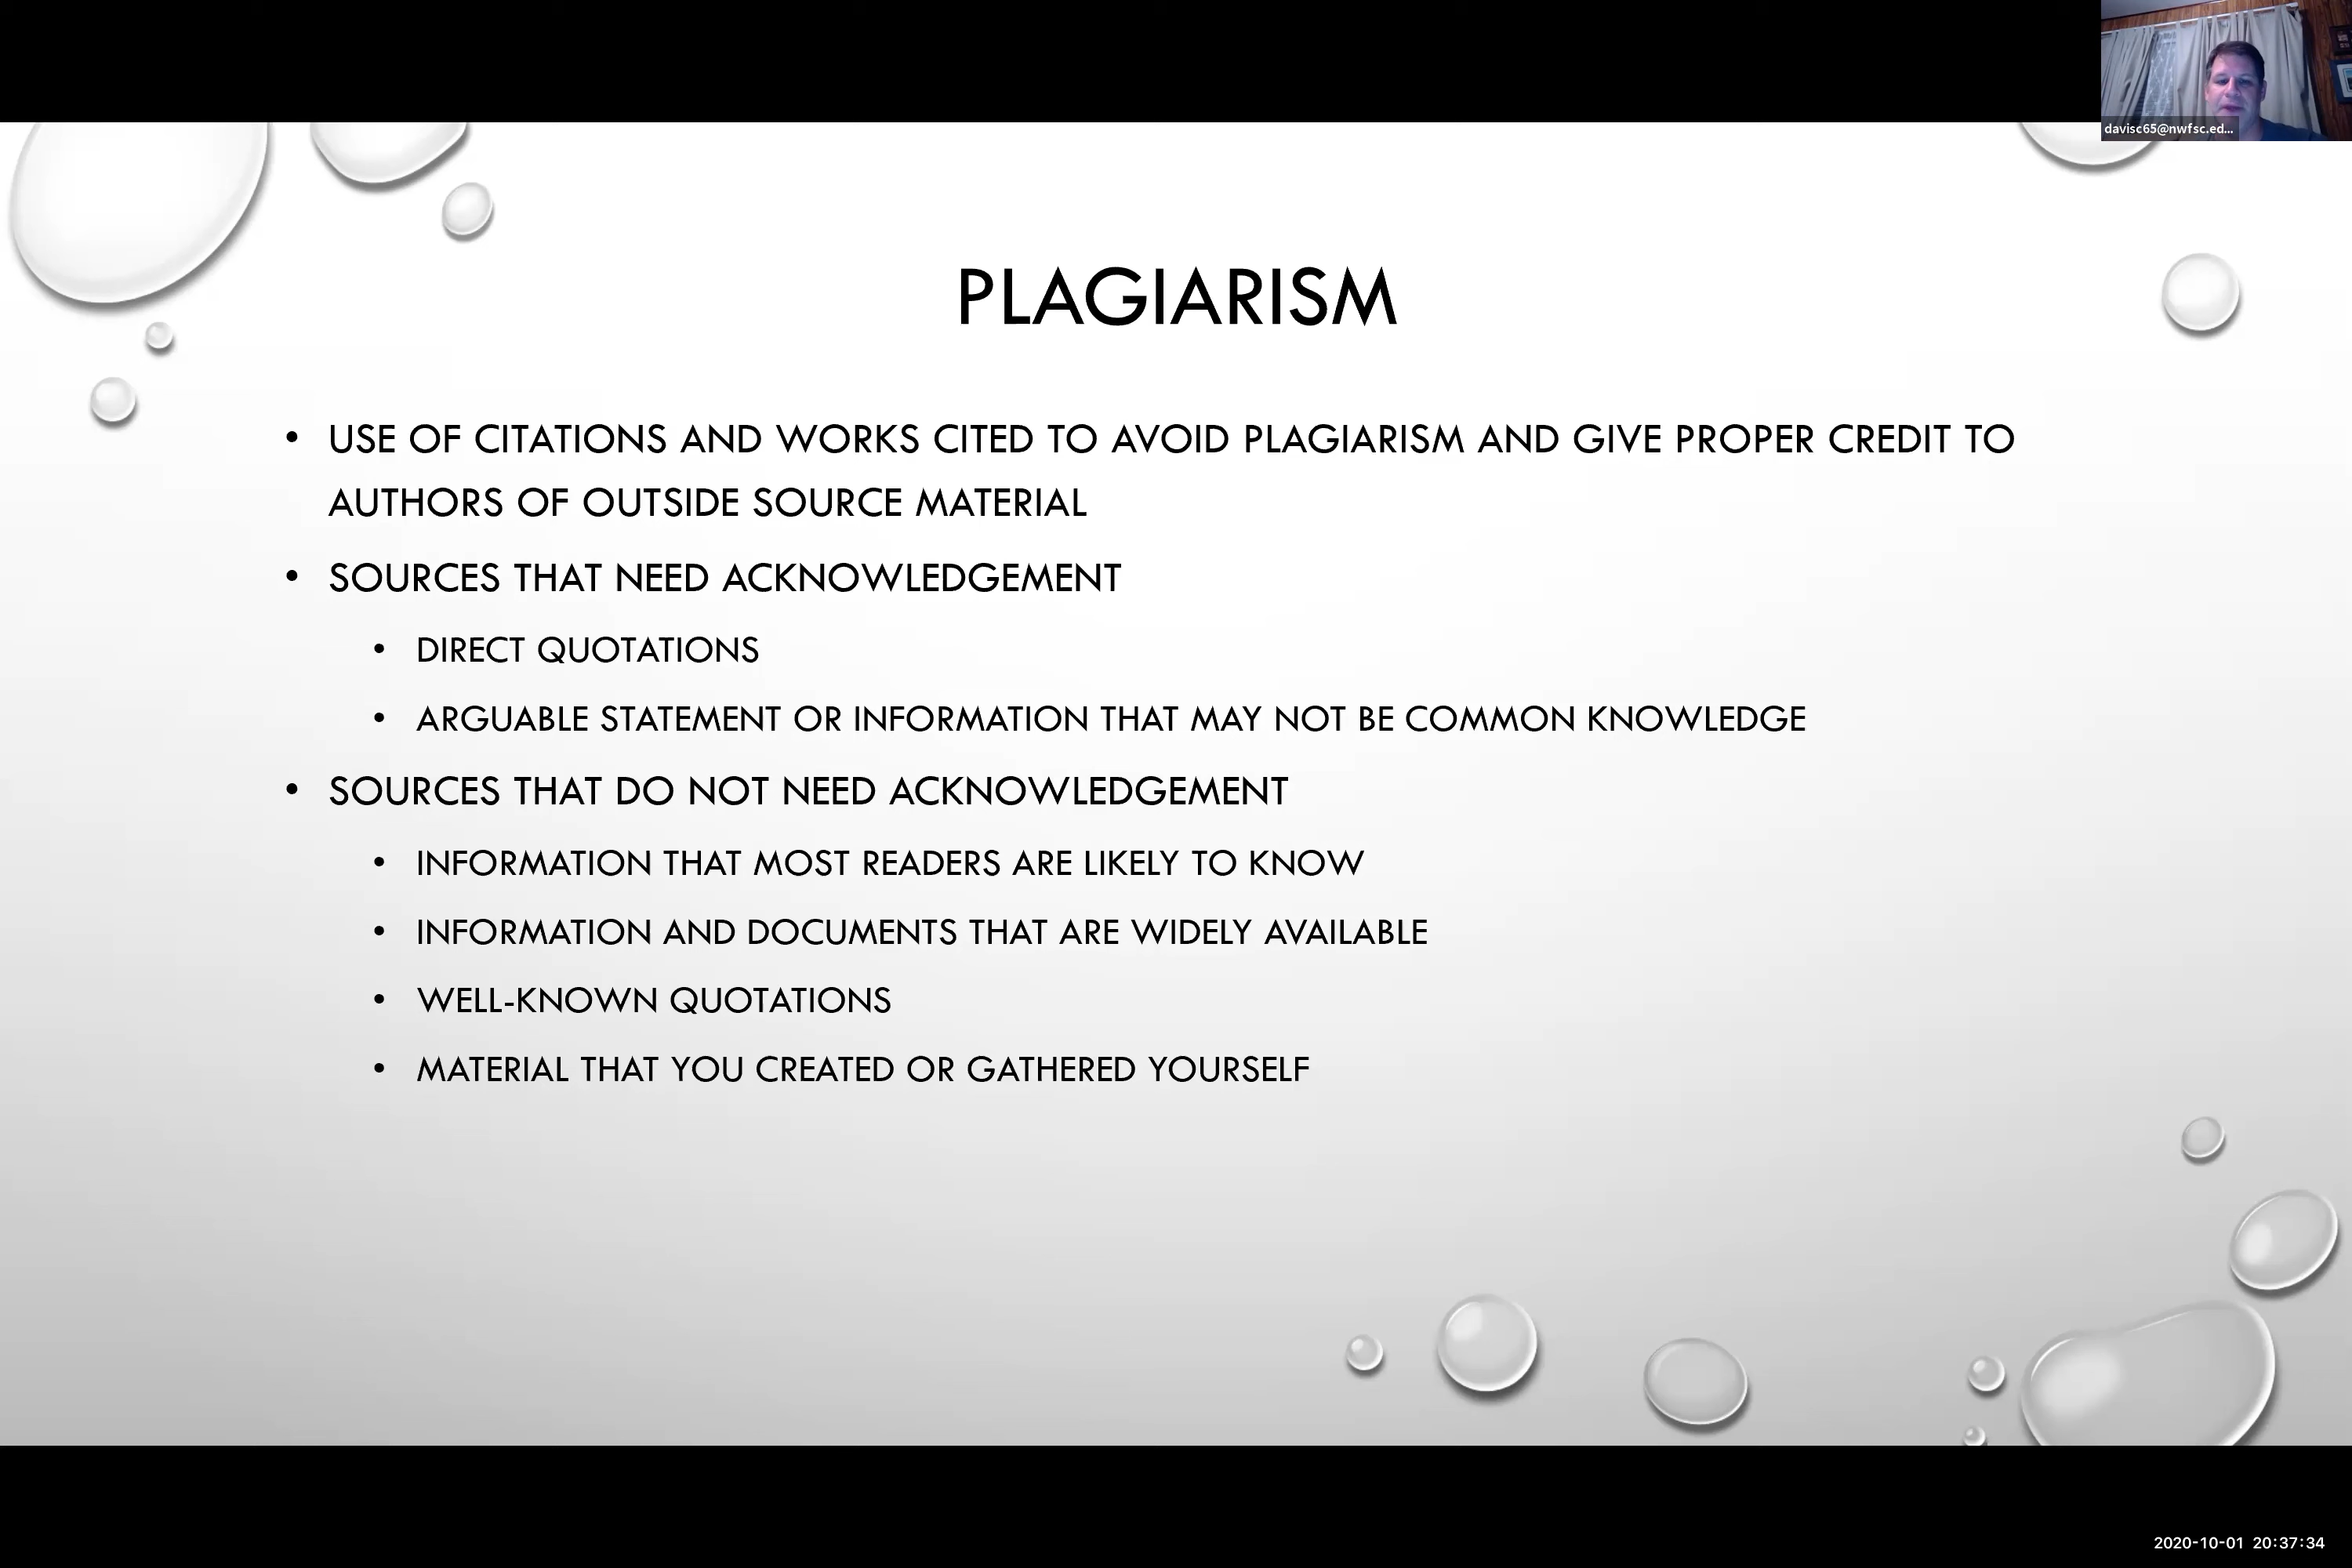 davisc65@nwfsc.ed...
PLAGIARISM
• USE OF CITATIONS AND WORKS CITED TO AVOID PLAGIARISM AND GIVE PROPER CREDIT TO
AUTHORS OF OUTSIDE SOURCE MATERIAL
• SOURCES THAT NEED ACKNOWLEDGEMENT
• DIRECT QUOTATIONS
• ARGUABLE STATEMENT OR INFORMATION THAT MAY NOT BE COMMON KNOWLEDGE
• SOURCES THAT DO NOT NEED ACKNOWLEDGEMENT
• INFORMATION THAT MOST READERS ARE LIKELY TO KNOW
• INFORMATION AND DOCUMENTS THAT ARE WIDELY AVAILABLE
• WELL-KNOWN QUOTATIONS
• MATERIAL THAT YOU CREATED OR GATHERED YOURSELF
2020-10-01 20:37:34